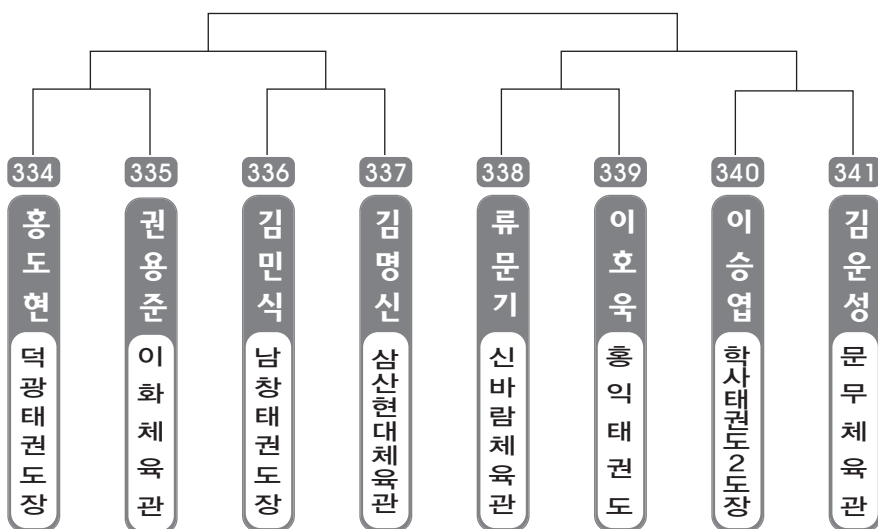 334 335 336 337 338 339 340 341
홍도현
덕광태권도장
권용준
이화체육관
김민식
남창태권도장
김명신
삼산현대체육관
류문기
신바람체육관
이호욱
홍익태권도
이승엽
학사태권도2도장
김운성
문무체육관